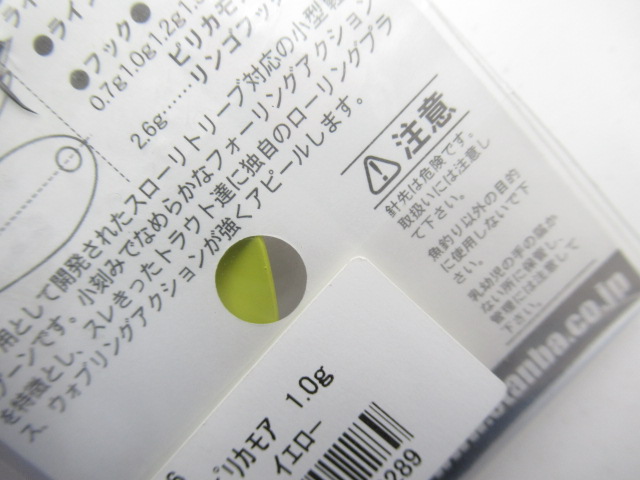 ●ライ
●フック●
0.7g1.0g1.2g1.
ピリカモア
2.6g……リンゴフッ
用として開発されたスローリトリーブ対応の小型
プーンです。小刻みでなめらかなフォーリングアクション
を特徴とし、スレきったトラウト達に独自のローリングプラ
ス、ウォブリングアクションが強くアピールします。
注意
針先は危険です。
取扱いには注意し
て下さい。
魚釣り以外の目的
に使用しないで下
さい。
乳幼児の手の届か
ない所に保管し、
管理には注意して
下さい。
anba.co.jp
ピリカモア 1.0g
イエロー
289